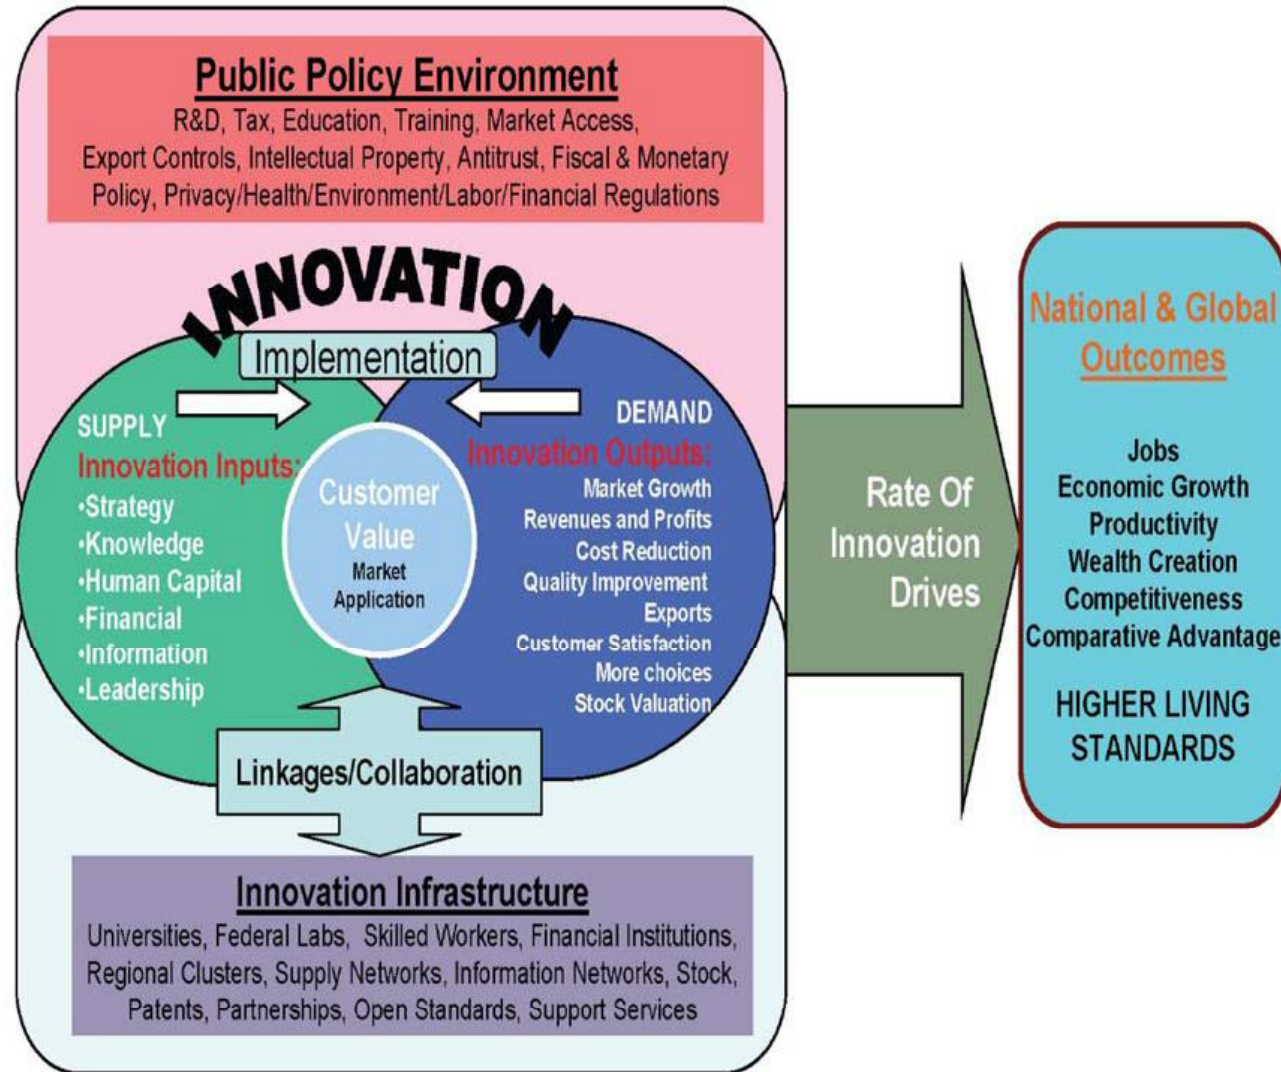 Public Policy Environment
R&D, Tax, Education, Training, Market Access,
Export Controls, Intellectual Property, Antitrust, Fiscal & Monetary
Policy, Privacy/Health/Environment/Labor/Financial Regulations
INNOVATION
Implementation
SUPPLY
Innovation Inputs:
•Strategy
•Knowledge
•Human Capital
•Financial
•Information
•Leadership
Customer
Value
Market
Application
DEMAND
Innovation Outputs:
Market Growth
Revenues and Profits
Cost Reduction
Quality Improvement
Exports
Customer Satisfaction
More choices
Stock Valuation
Linkages/Collaboration
Innovation Infrastructure
Universities, Federal Labs, Skilled Workers, Financial Institutions,
Regional Clusters, Supply Networks, Information Networks, Stock,
Patents, Partnerships, Open Standards, Support Services
Rate Of
Innovation
Drives
National & Global
Outcomes
Jobs
Economic Growth
Productivity
Wealth Creation
Competitiveness
Comparative Advantage
HIGHER LIVING
STANDARDS